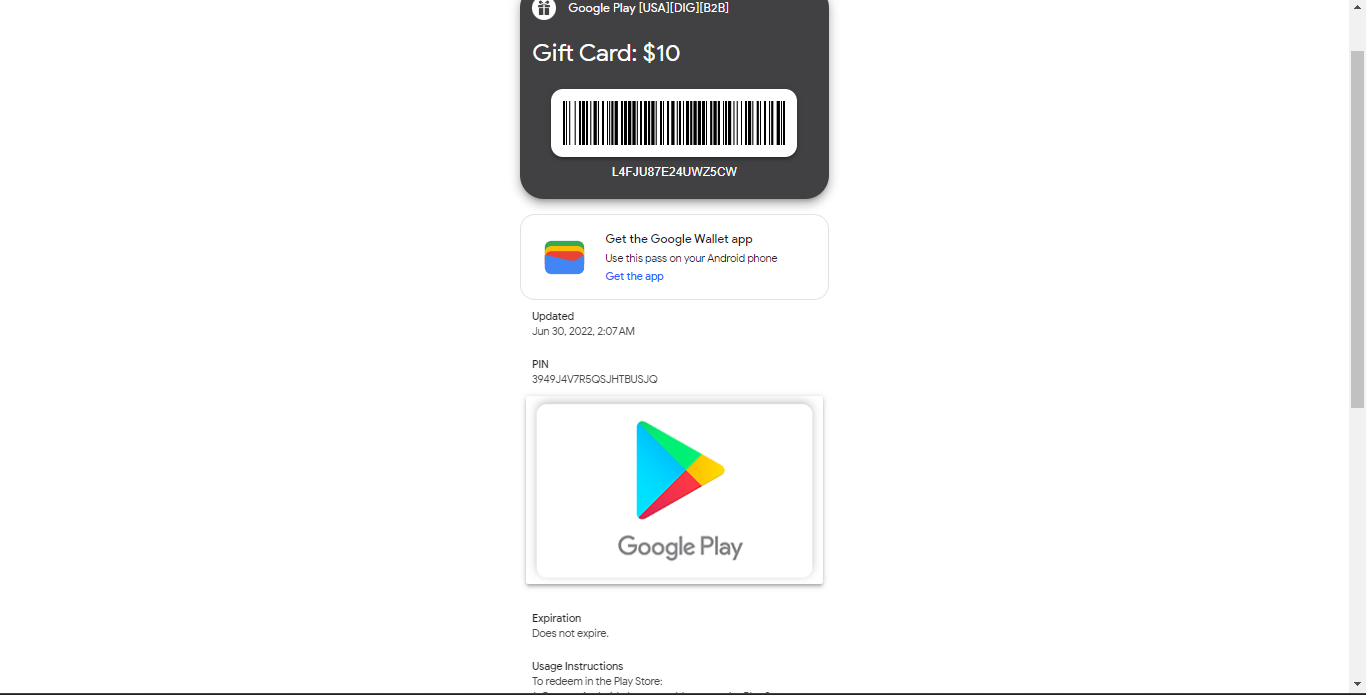 Google Play [USA][DIG][B2B]
Gift Card: $10
L4FJU87E24UWZ5CW
Get the Google Wallet app
Use this pass on your Android phone
Get the app
Updated
Jun 30, 2022, 2:07 AM
PIN
3949J4V7R5QSJHTBUSJQ
Google Play
Expiration
Does not expire.
Usage Instructions
To redeem in the Play Store: